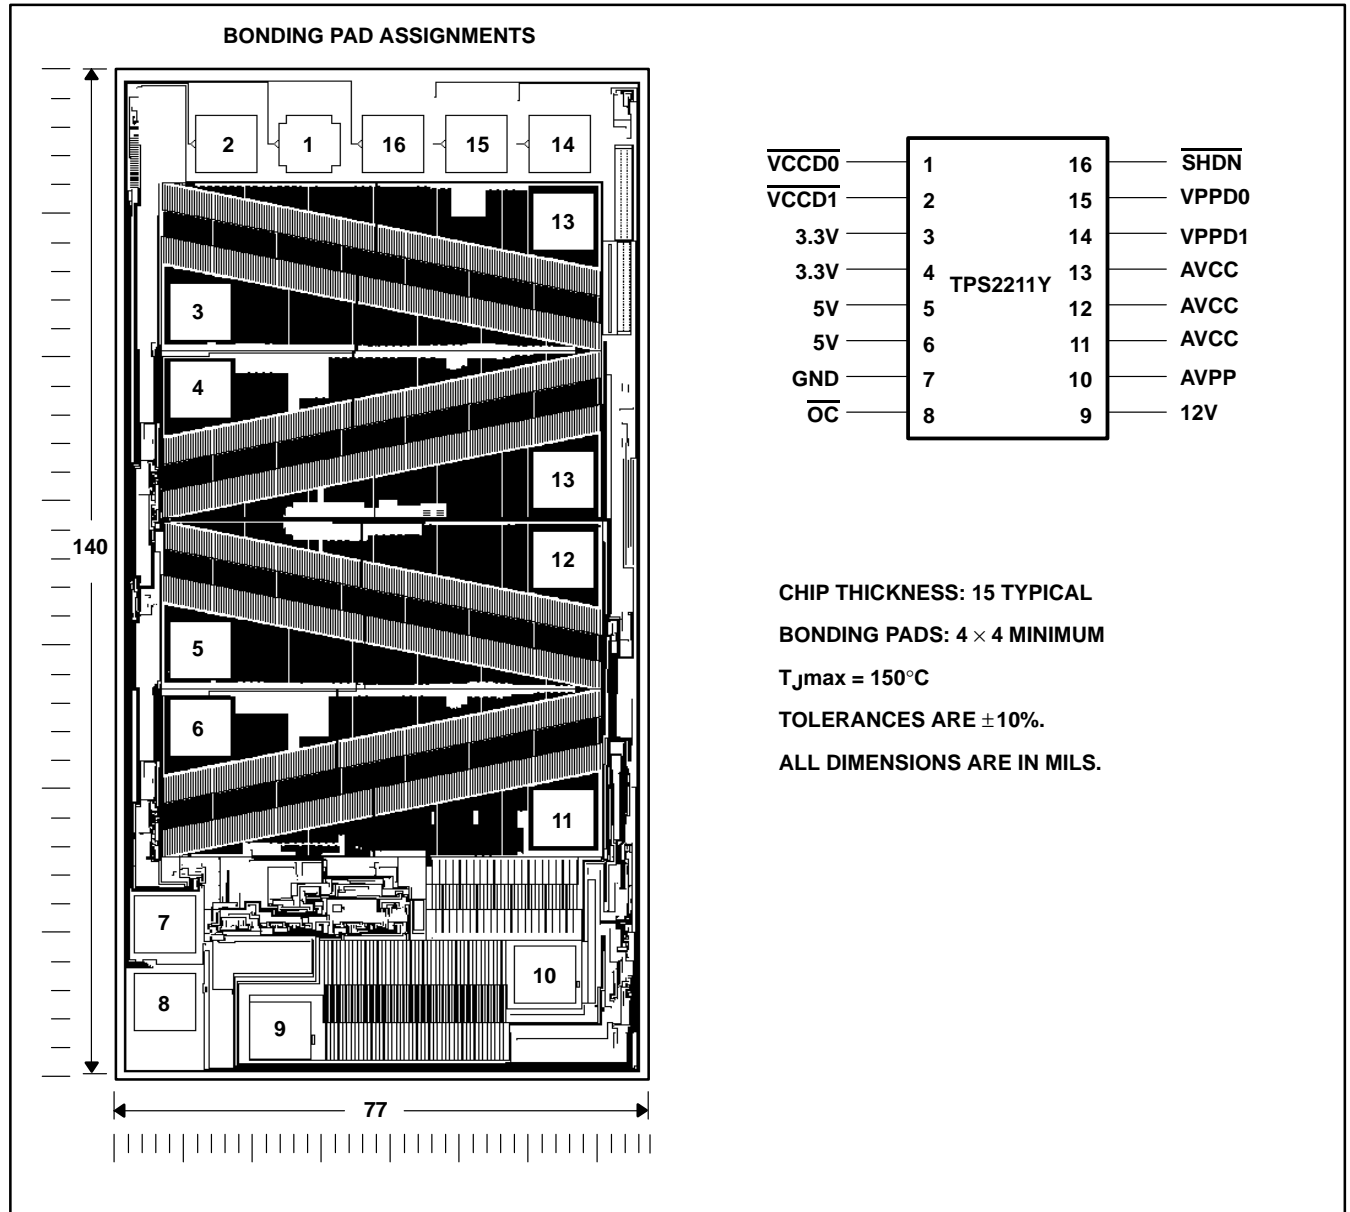 BONDING PAD ASSIGNMENTS
2 1 16 15 14
13
3
4
13
12
5
6
11
7
10
8
9
140
77
VCCD0 1 16 SHDN
VCCD1 2 15 VPPD0
3.3V 3 14 VPPD1
3.3V 4 13 AVCC
TPS2211Y
5V 5 12 AVCC
5V 6 11 AVCC
GND 7 10 AVPP
OC 8 9 12V
CHIP THICKNESS: 15 TYPICAL
BONDING PADS: 4 × 4 MINIMUM
TJmax = 150°C
TOLERANCES ARE ±10%.
ALL DIMENSIONS ARE IN MILS.